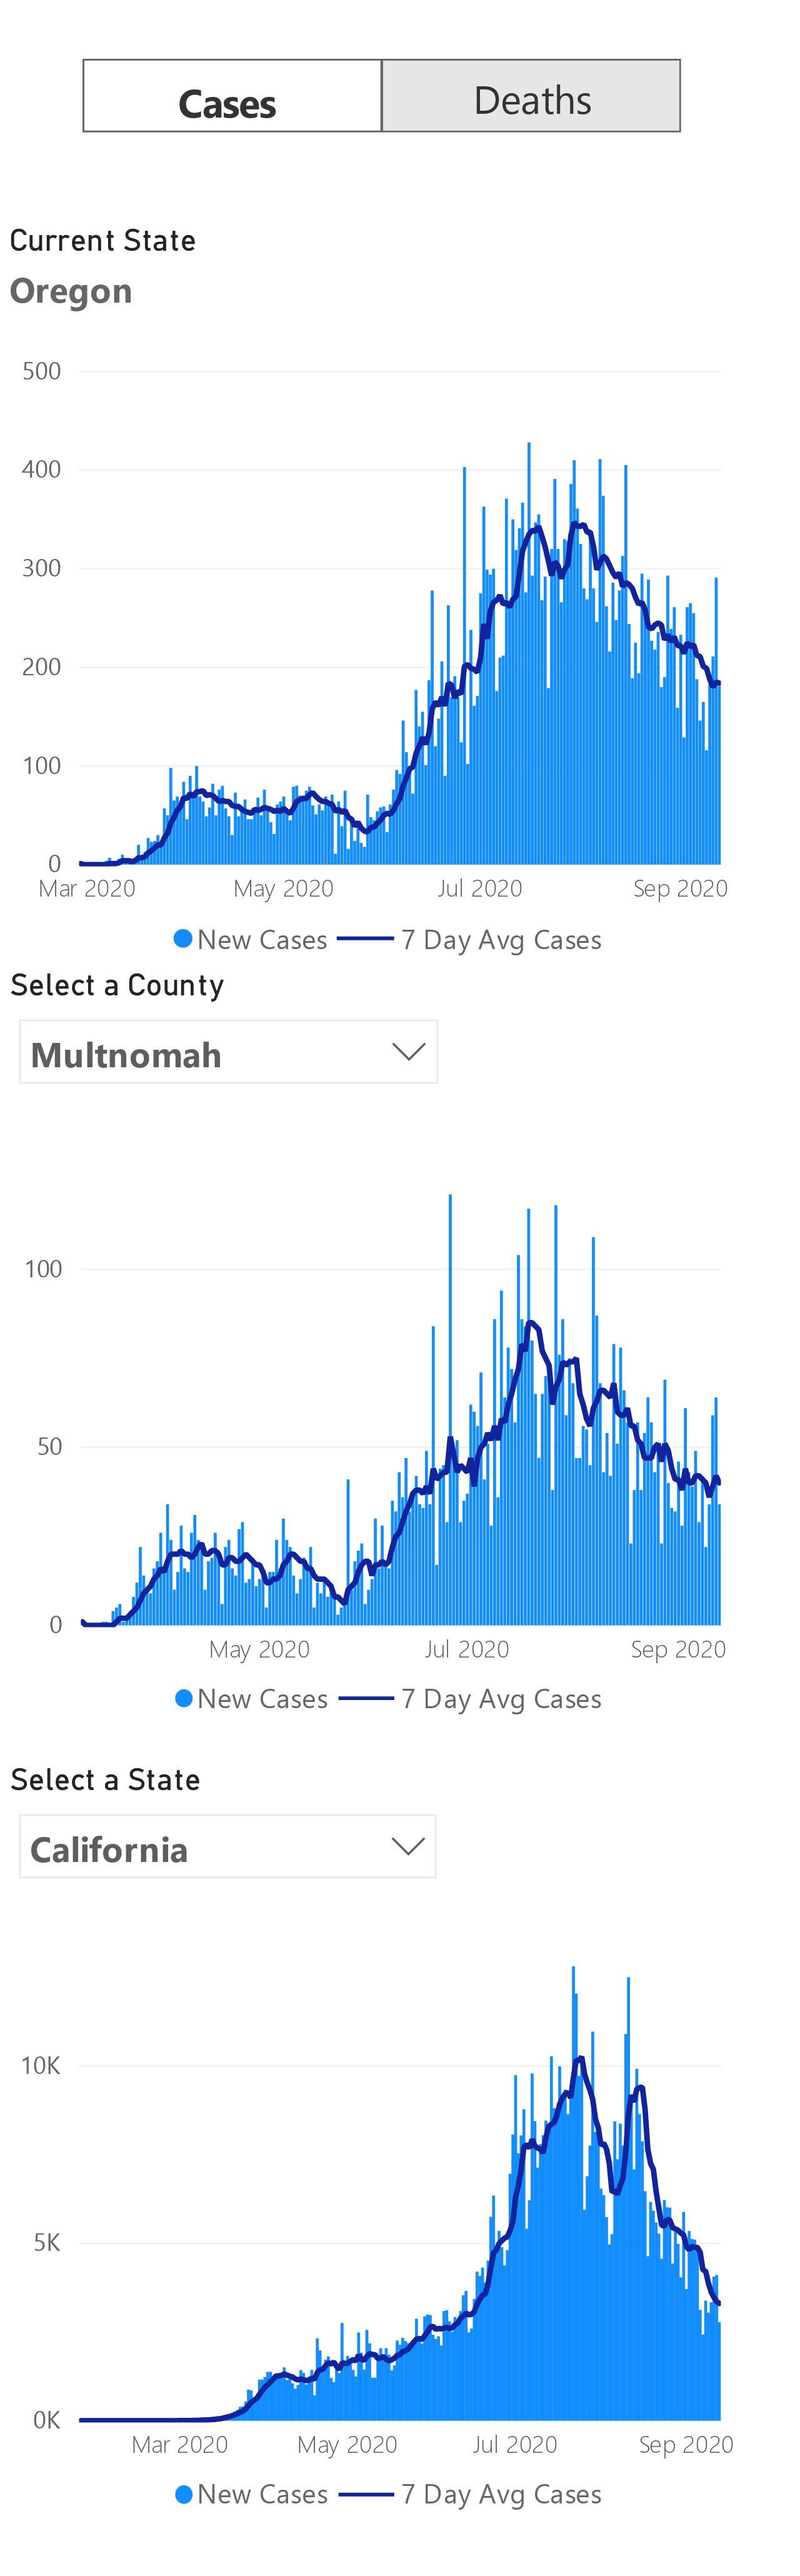 Cases Deaths
Current State
Oregon
500
400
300
200
100
0
Mar 2020 May 2020 Jul 2020 Sep 2020
New Cases 7 Day Avg Cases
Select a County
Multnomah
100
50
0
May 2020 Jul 2020 Sep 2020
New Cases 7 Day Avg Cases
Select a State
California
10K
5K
0K
Mar 2020 May 2020 Jul 2020 Sep 2020
New Cases 7 Day Avg Cases